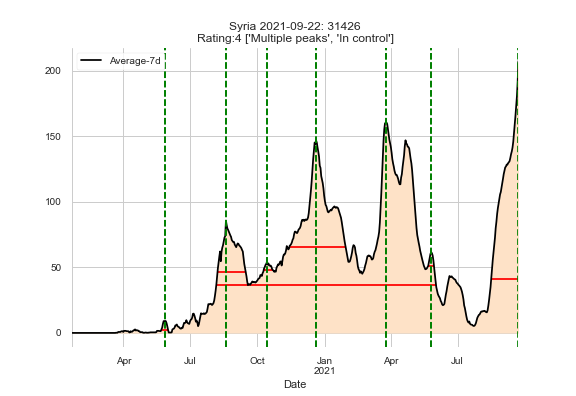 Syria 2021-09-22: 31426
Rating:4 ['Multiple peaks', 'In control']
Average-7d
200
150
100
50
0
Apr Jul Oct Jan Apr Jul
2021
Date